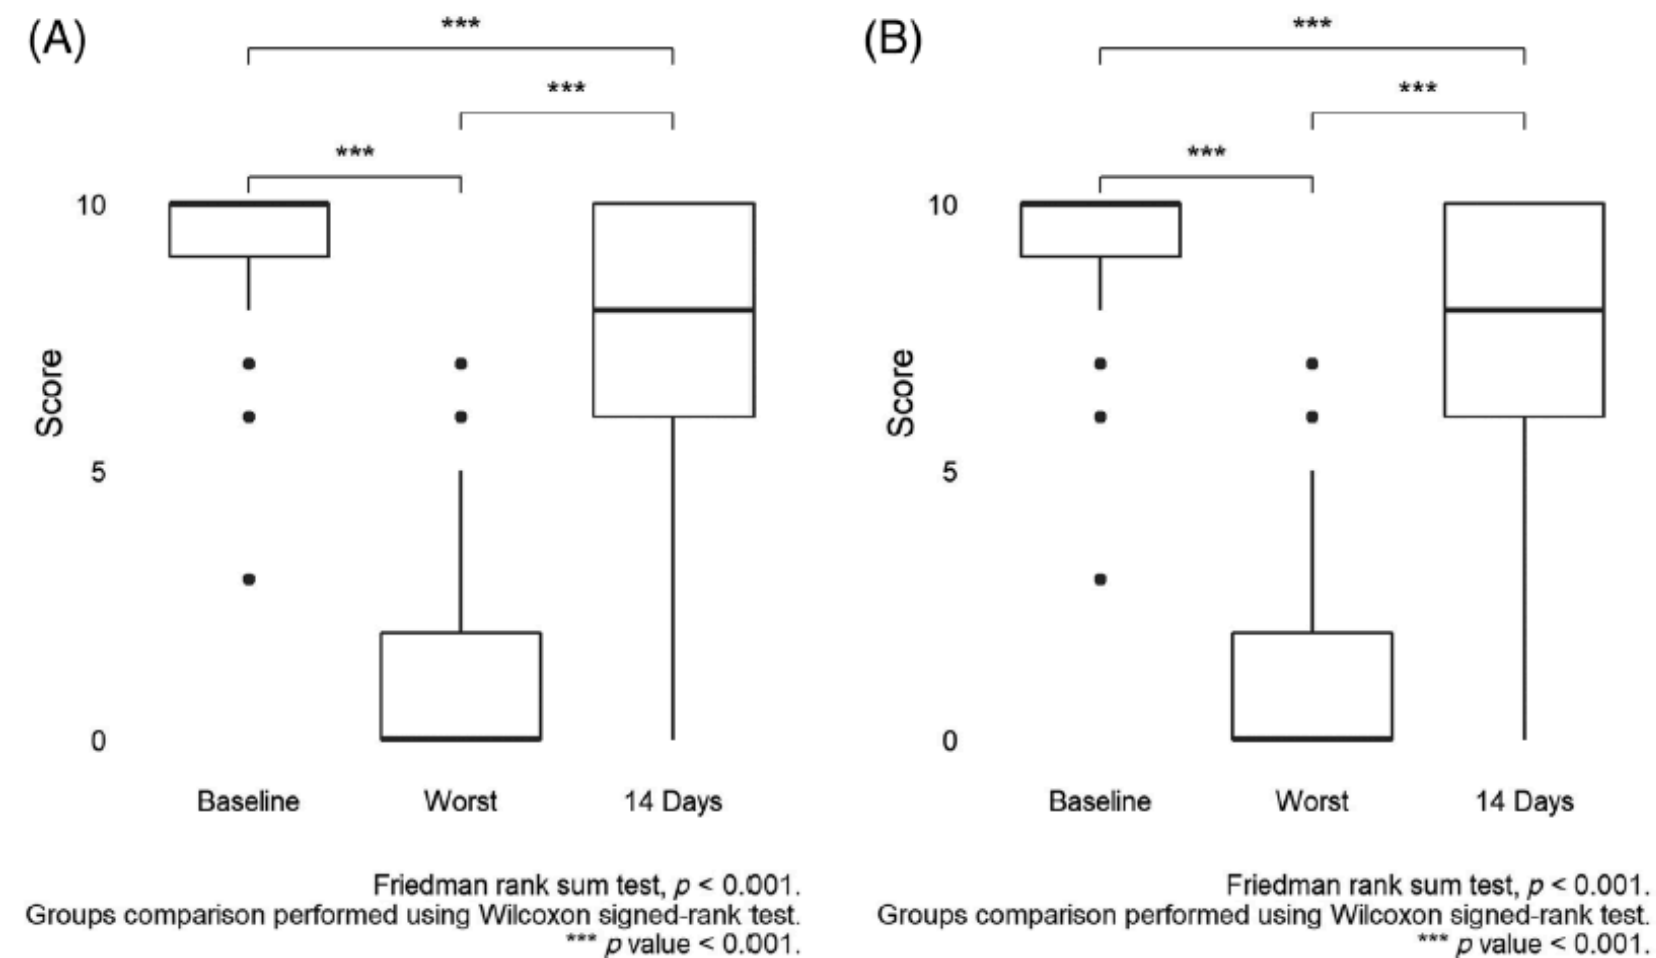 (A)
***
***
***
10
Score
5
0
Baseline Worst 14 Days
Friedman rank sum test, p < 0.001.
Groups comparison performed using Wilcoxon signed-rank test.
*** p value < 0.001.
(B)
***
***
***
10
Score
5
0
Baseline Worst 14 Days
Friedman rank sum test, p < 0.001.
Groups comparison performed using Wilcoxon signed-rank test.
*** p value < 0.001.